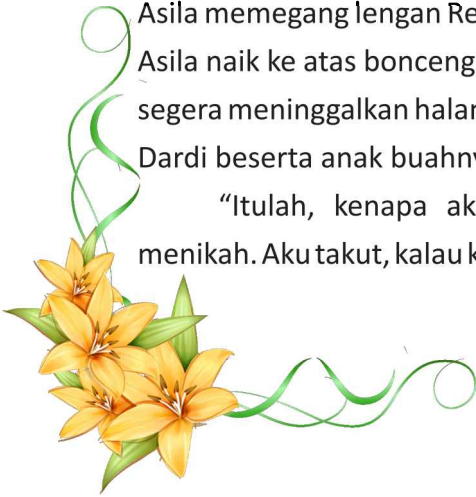 Asila memegang lengan Re
Asila naik ke atas bonceng
segera meninggalkan halar
Dardi beserta anak buahny
“Itulah, kenapa ak
menikah. Aku takut, kalau k